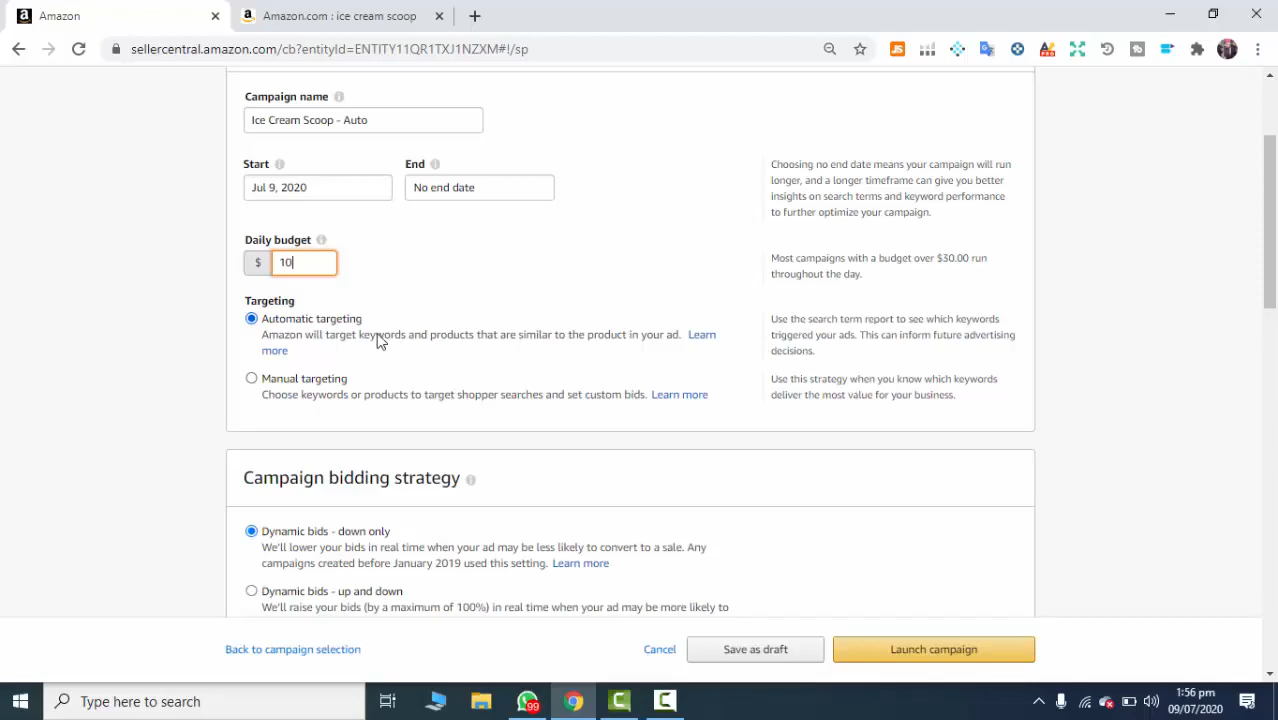 Amazon
Amazon.com : ice cream scoop
sellercentral.amazon.com/cb?entityId=ENTITY11QR1TXJ1NZXM#!/sp
Campaign name
Ice Cream Scoop - Auto
Start
End
Jul 9, 2020
No end date
Choosing no end date means your campaign will run
longer, and a longer timeframe can give you better
insights on search terms and keyword performance
to further optimize your campaign.
Daily budget
$ 10
Most campaigns with a budget over $30.00 run
throughout the day.
Targeting
Automatic targeting
Amazon will target keywords and products that are similar to the product in your ad. Learn
more
Use the search term report to see which keywords
triggered your ads. This can inform future advertising
decisions.
Manual targeting
Choose keywords or products to target shopper searches and set custom bids. Learn more
Use this strategy when you know which keywords
deliver the most value for your business.
Campaign bidding strategy
Dynamic bids - down only
We'll lower your bids in real time when your ad may be less likely to convert to a sale. Any
campaigns created before January 2019 used this setting. Learn more
Dynamic bids - up and down
We'll raise your bids (by a maximum of 100%) in real time when your ad may be more likely to
Back to campaign selection
Cancel
Save as draft
Launch campaign
Type here to search
99
1:56 pm
09/07/2020